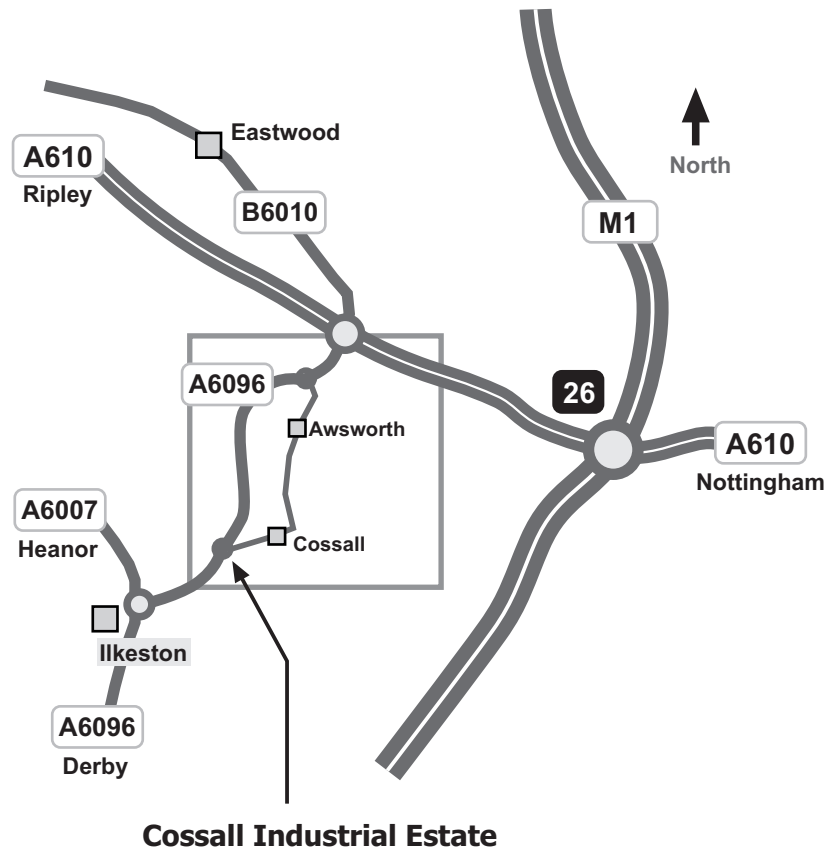 Eastwood
A610
Ripley
North
B6010
M1
A6096
26
Awsworth
A610
Nottingham
A6007
Heanor
Cossall
Ilkeston
A6096
Derby
Cossall Industrial Estate